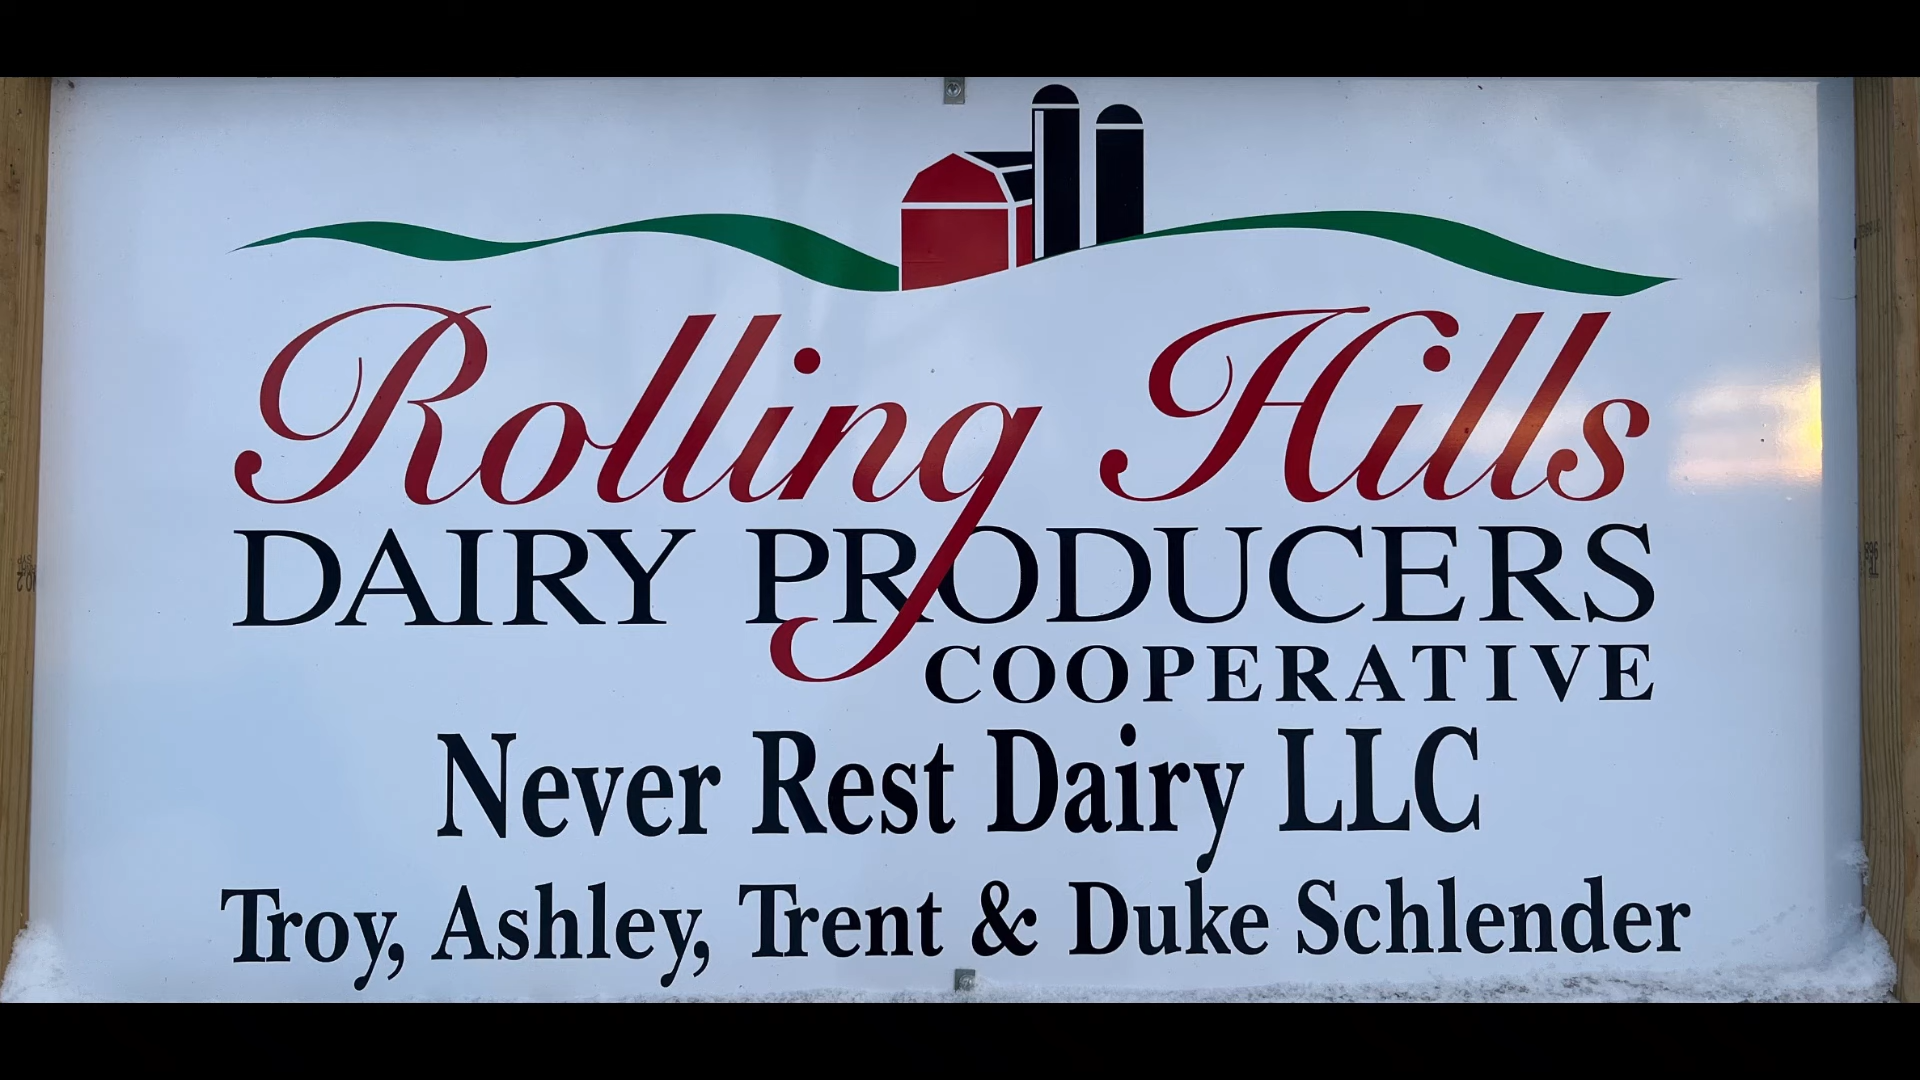 Rolling Hills
DAIRY PRODUCERS
COOPERATIVE
Never Rest Dairy LLC
Troy, Ashley, Trent & Duke Schlender